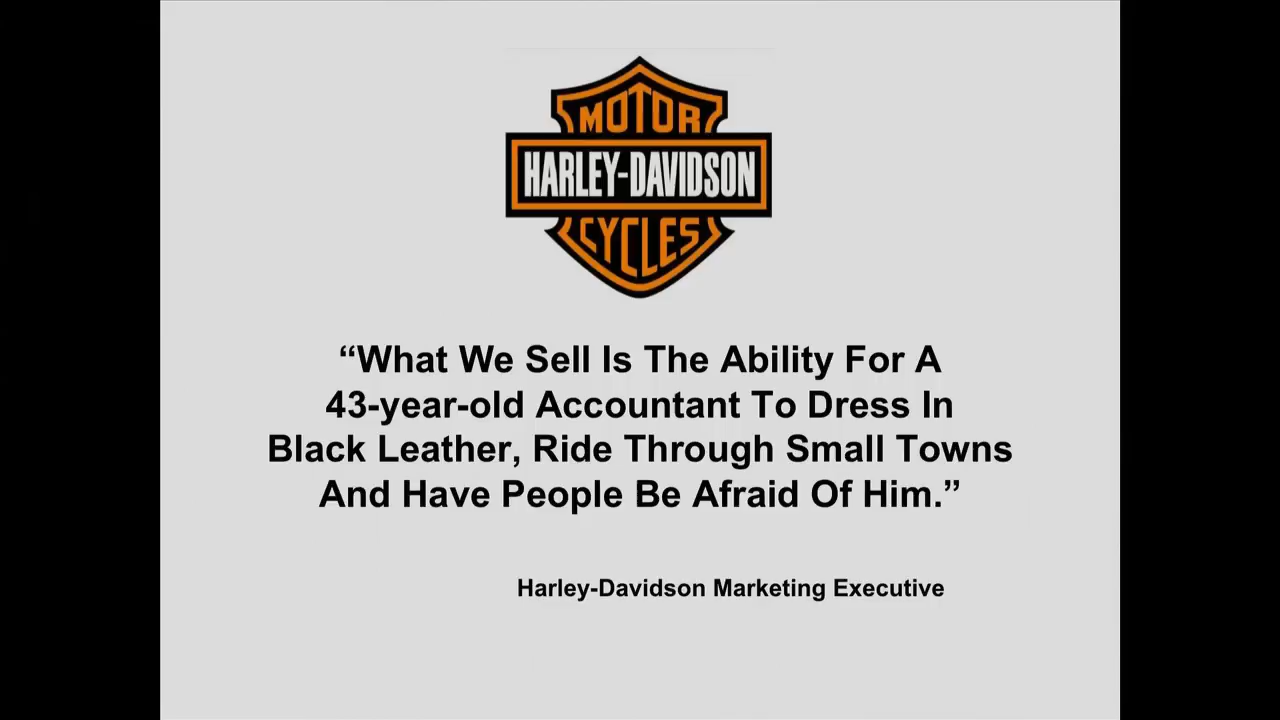 MOTOR
HARLEY-DAVIDSON
CYCLES
“What We Sell Is The Ability For A
43-year-old Accountant To Dress In
Black Leather, Ride Through Small Towns
And Have People Be Afraid Of Him.”
Harley-Davidson Marketing Executive